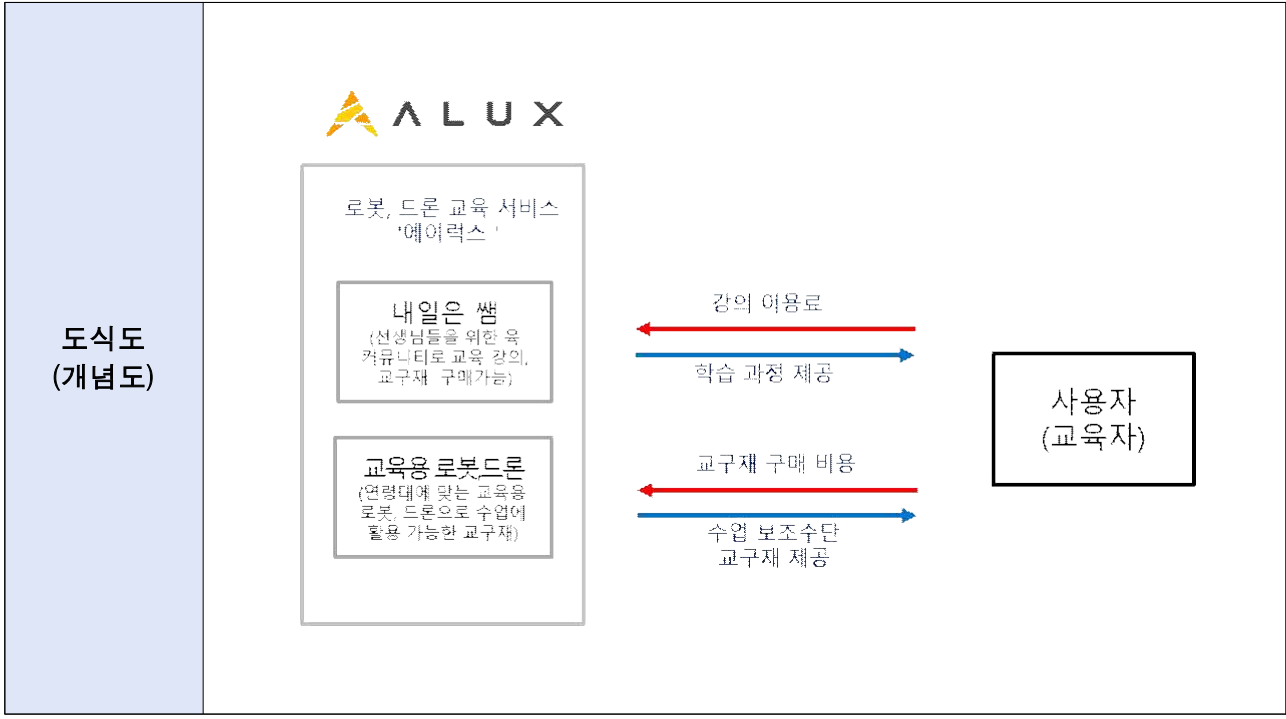 도식도
(개념도)
ALUX
로봇, 드론 교육 서비스
'에이럭스 '
내일은 쌤
(선생님들을 위한 육
커뮤니티로 교육 강의,
교구재 구매가능)
교육용 로봇,드론
(연령대에 맞는 교육용
로봇, 드론으로 수업에
활용 가능한 교구재)
강의 이용료
학습 과정 제공
교구재 구매 비용
수업 보조수단
교구재 제공
사용자
(교육자)